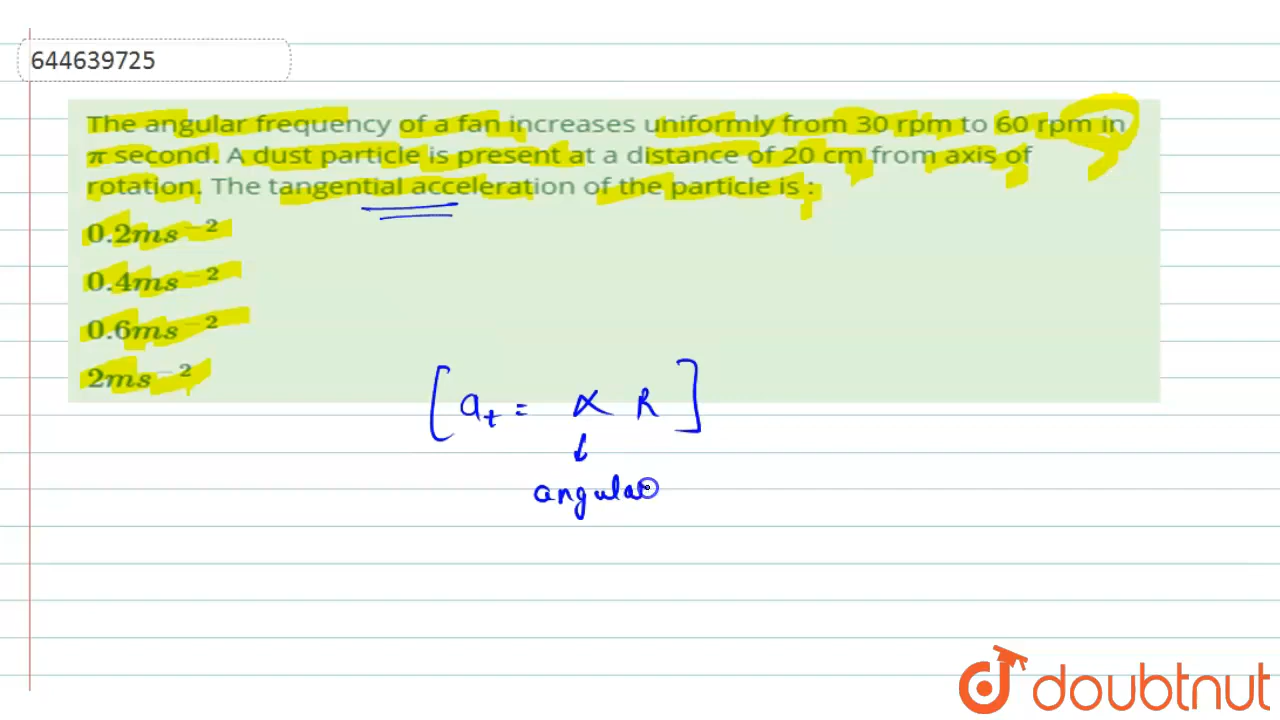 644639725
The angular frequency of a fan increases uniformly from 30 rpm to 60 rpm in
π second. A dust particle is present at a distance of 20 cm from axis of
rotation. The tangential acceleration of the particle is :
0.2ms⁻²
0.4ms⁻²
0.6ms⁻²
2ms⁻²
[ a_t = α R ]
↓
angular
doubtnut